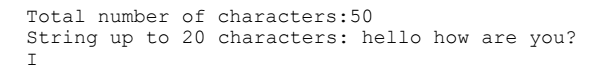 Total number of characters:50
String up to 20 characters: hello how are you?
I